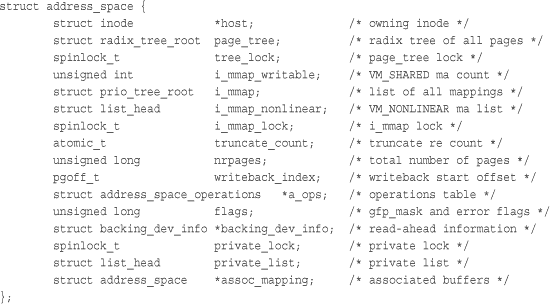 struct address_space {
        struct inode            *host;              /* owning inode */
        struct radix_tree_root  page_tree;          /* radix tree of all pages */
        spinlock_t              tree_lock;          /* page_tree lock */
        unsigned int            i_mmap_writable;    /* VM_SHARED ma count */
        struct prio_tree_root   i_mmap;             /* list of all mappings */
        struct list_head        i_mmap_nonlinear;   /* VM_NONLINEAR ma list */
        spinlock_t              i_mmap_lock;        /* i_mmap lock */
        atomic_t                truncate_count;     /* truncate re count */
        unsigned long           nrpages;            /* total number of pages */
        pgoff_t                 writeback_index;    /* writeback start offset */
        struct address_space_operations  *a_ops;    /* operations table */
        unsigned long           flags;              /* gfp_mask and error flags */
        struct backing_dev_info *backing_dev_info;  /* read-ahead information */
        spinlock_t              private_lock;       /* private lock */
        struct list_head        private_list;       /* private list */
        struct address_space    *assoc_mapping;     /* associated buffers */
};